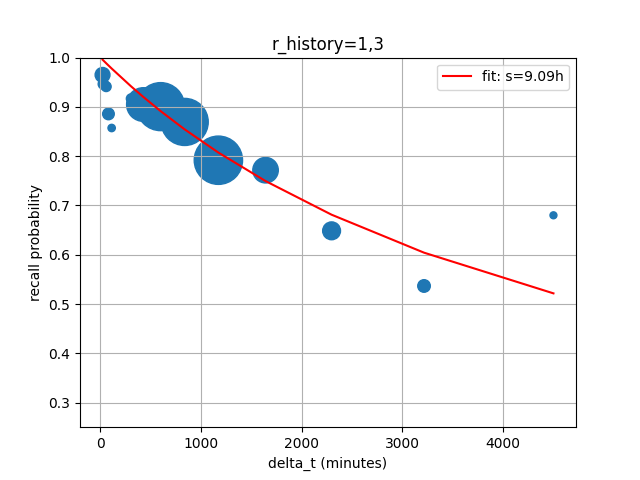 r_history=1,3
fit: s=9.09h
1.0
0.9
0.8
0.7
0.6
0.5
0.4
0.3
recall probability
0 1000 2000 3000 4000
delta_t (minutes)